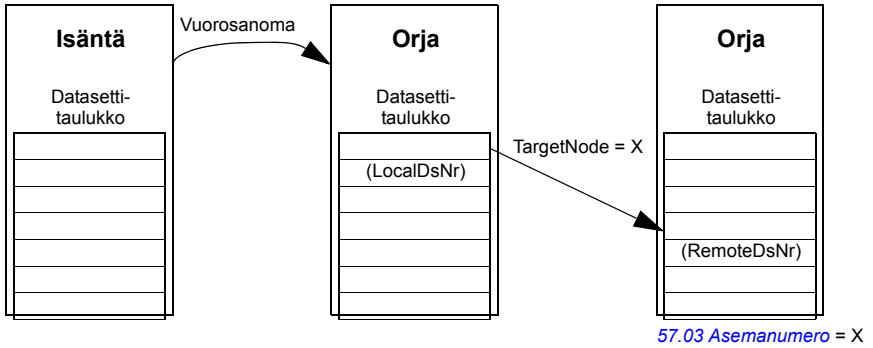 Isäntä
Vuorosanoma
Orja
Orja
Datasetti-
taulukko
Datasetti-
taulukko
Datasetti-
taulukko
TargetNode = X
(LocalDsNr)
(RemoteDsNr)
57.03 Asemanumero = X